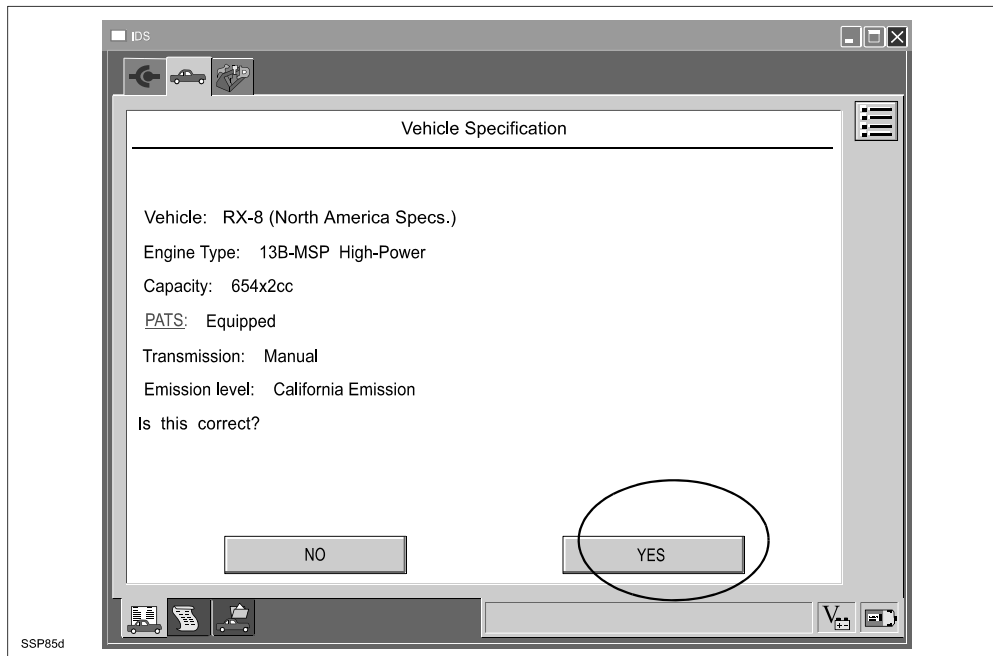 IDS
Vehicle Specification
Vehicle: RX-8 (North America Specs.)
Engine Type: 13B-MSP High-Power
Capacity: 654x2cc
PATS: Equipped
Transmission: Manual
Emission level: California Emission
Is this correct?
NO YES
V
SSP85d